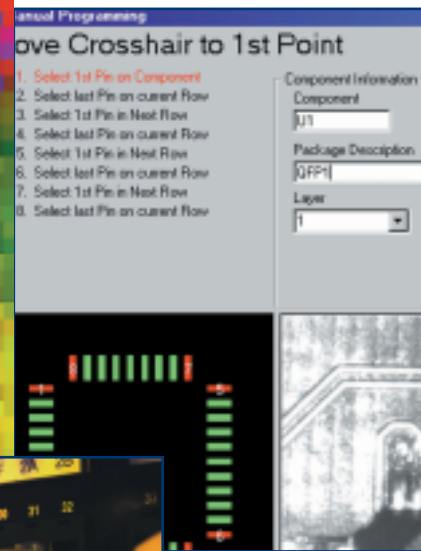 anual Programming
ove Crosshair to 1st Point
1. Select 1st Pin on Component
2. Select last Pin on current Row
3. Select 1st Pin in Next Row
4. Select last Pin on current Row
5. Select 1st Pin in Next Row
6. Select last Pin on current Row
7. Select 1st Pin in Next Row
8. Select last Pin on current Row
Component Information
Component
U1
Package Description
QFP1
Layer
1
31 32